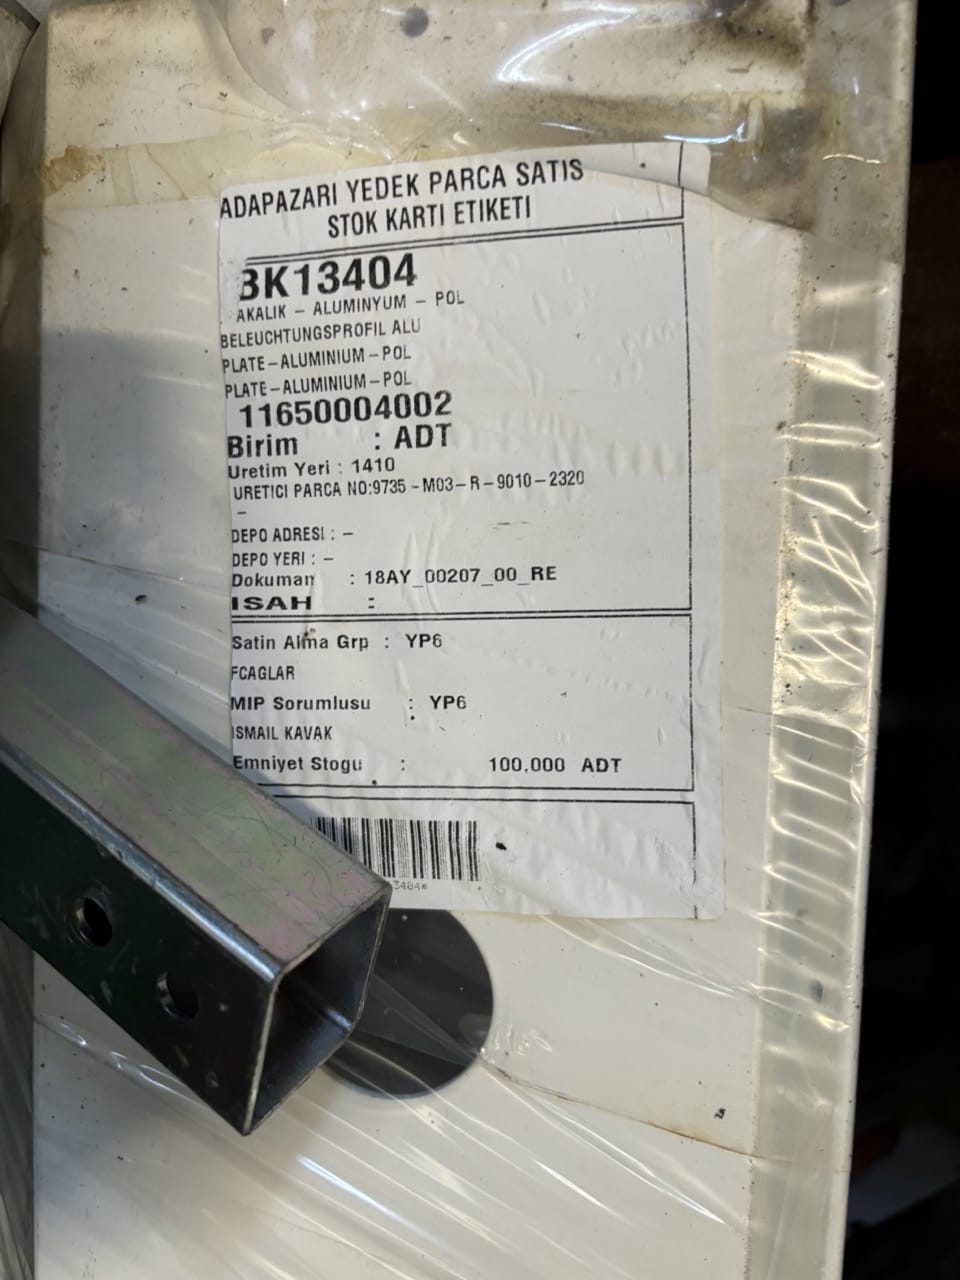 ADAPAZARI YEDEK PARCA SATIS
STOK KARTI ETIKETI
BK13404
AKALIK - ALUMINYUM - POL
BELEUCHTUNGSPROFIL ALU
PLATE-ALUMINIUM-POL
PLATE-ALUMINIUM-POL
11650004002
Birim : ADT
Uretim Yeri : 1410
URETICI PARCA NO:9735-M03-R-9010-2320
-
DEPO ADRESI : -
DEPO YERI : -
Dokuman : 18AY_00207_00_RE
ISAH :
Satin Alma Grp : YP6
FCAGLAR
MIP Sorumlusu : YP6
ISMAIL KAVAK
Emniyet Stogu : 100,000 ADT